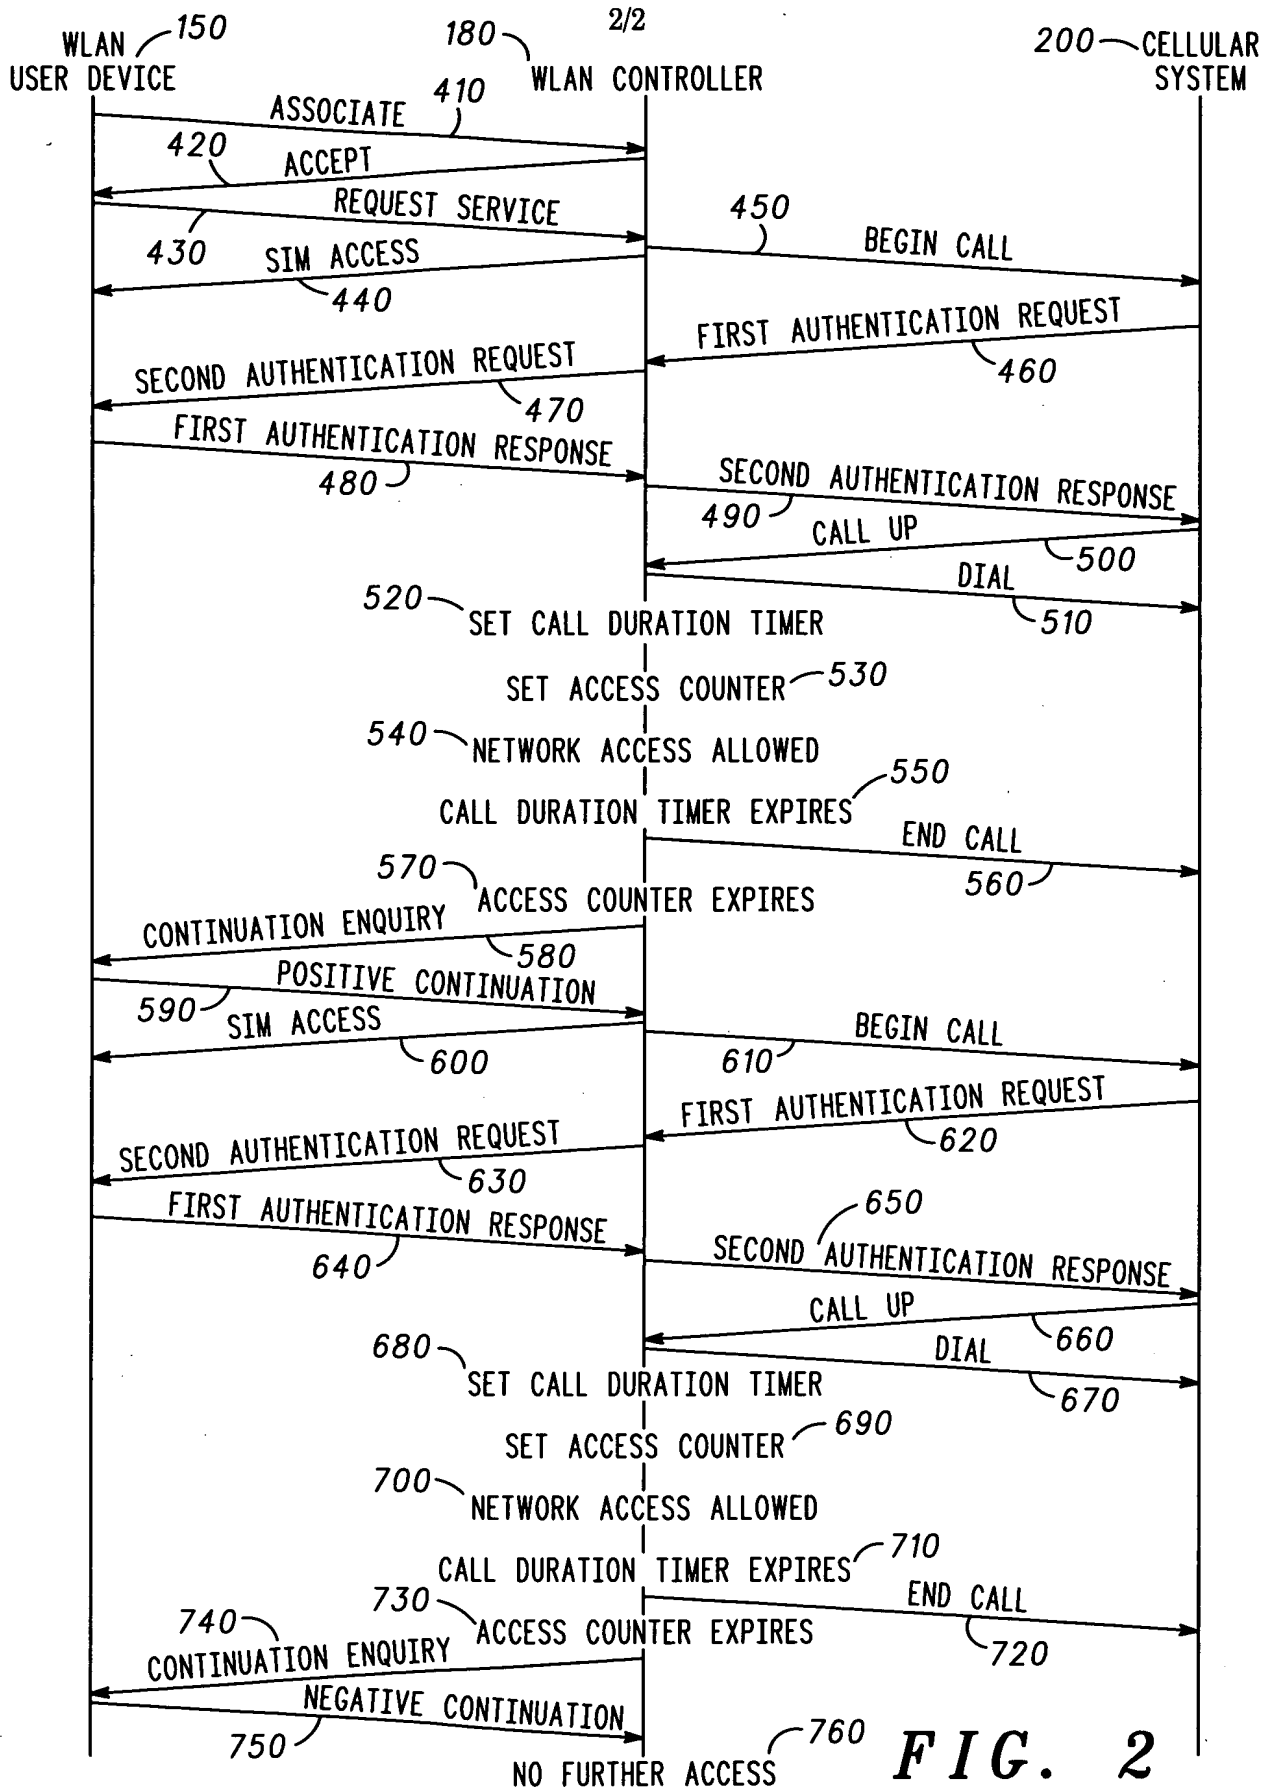 2/2
WLAN 150
USER DEVICE
180 WLAN CONTROLLER
200 CELLULAR
SYSTEM
ASSOCIATE 410
420 ACCEPT
REQUEST SERVICE
430
450 BEGIN CALL
SIM ACCESS
440
FIRST AUTHENTICATION REQUEST
460
SECOND AUTHENTICATION REQUEST
470
FIRST AUTHENTICATION RESPONSE
480
SECOND AUTHENTICATION RESPONSE
490
CALL UP
500
DIAL
510
520 SET CALL DURATION TIMER
SET ACCESS COUNTER 530
540 NETWORK ACCESS ALLOWED
CALL DURATION TIMER EXPIRES 550
END CALL
560
570 ACCESS COUNTER EXPIRES
CONTINUATION ENQUIRY
580
POSITIVE CONTINUATION
590
SIM ACCESS
600
BEGIN CALL
610
FIRST AUTHENTICATION REQUEST
620
SECOND AUTHENTICATION REQUEST
630
FIRST AUTHENTICATION RESPONSE
640
650
SECOND AUTHENTICATION RESPONSE
CALL UP
660
DIAL
670
680 SET CALL DURATION TIMER
SET ACCESS COUNTER 690
700 NETWORK ACCESS ALLOWED
CALL DURATION TIMER EXPIRES 710
END CALL
720
730 ACCESS COUNTER EXPIRES
740
CONTINUATION ENQUIRY
NEGATIVE CONTINUATION
750
NO FURTHER ACCESS 760
FIG. 2